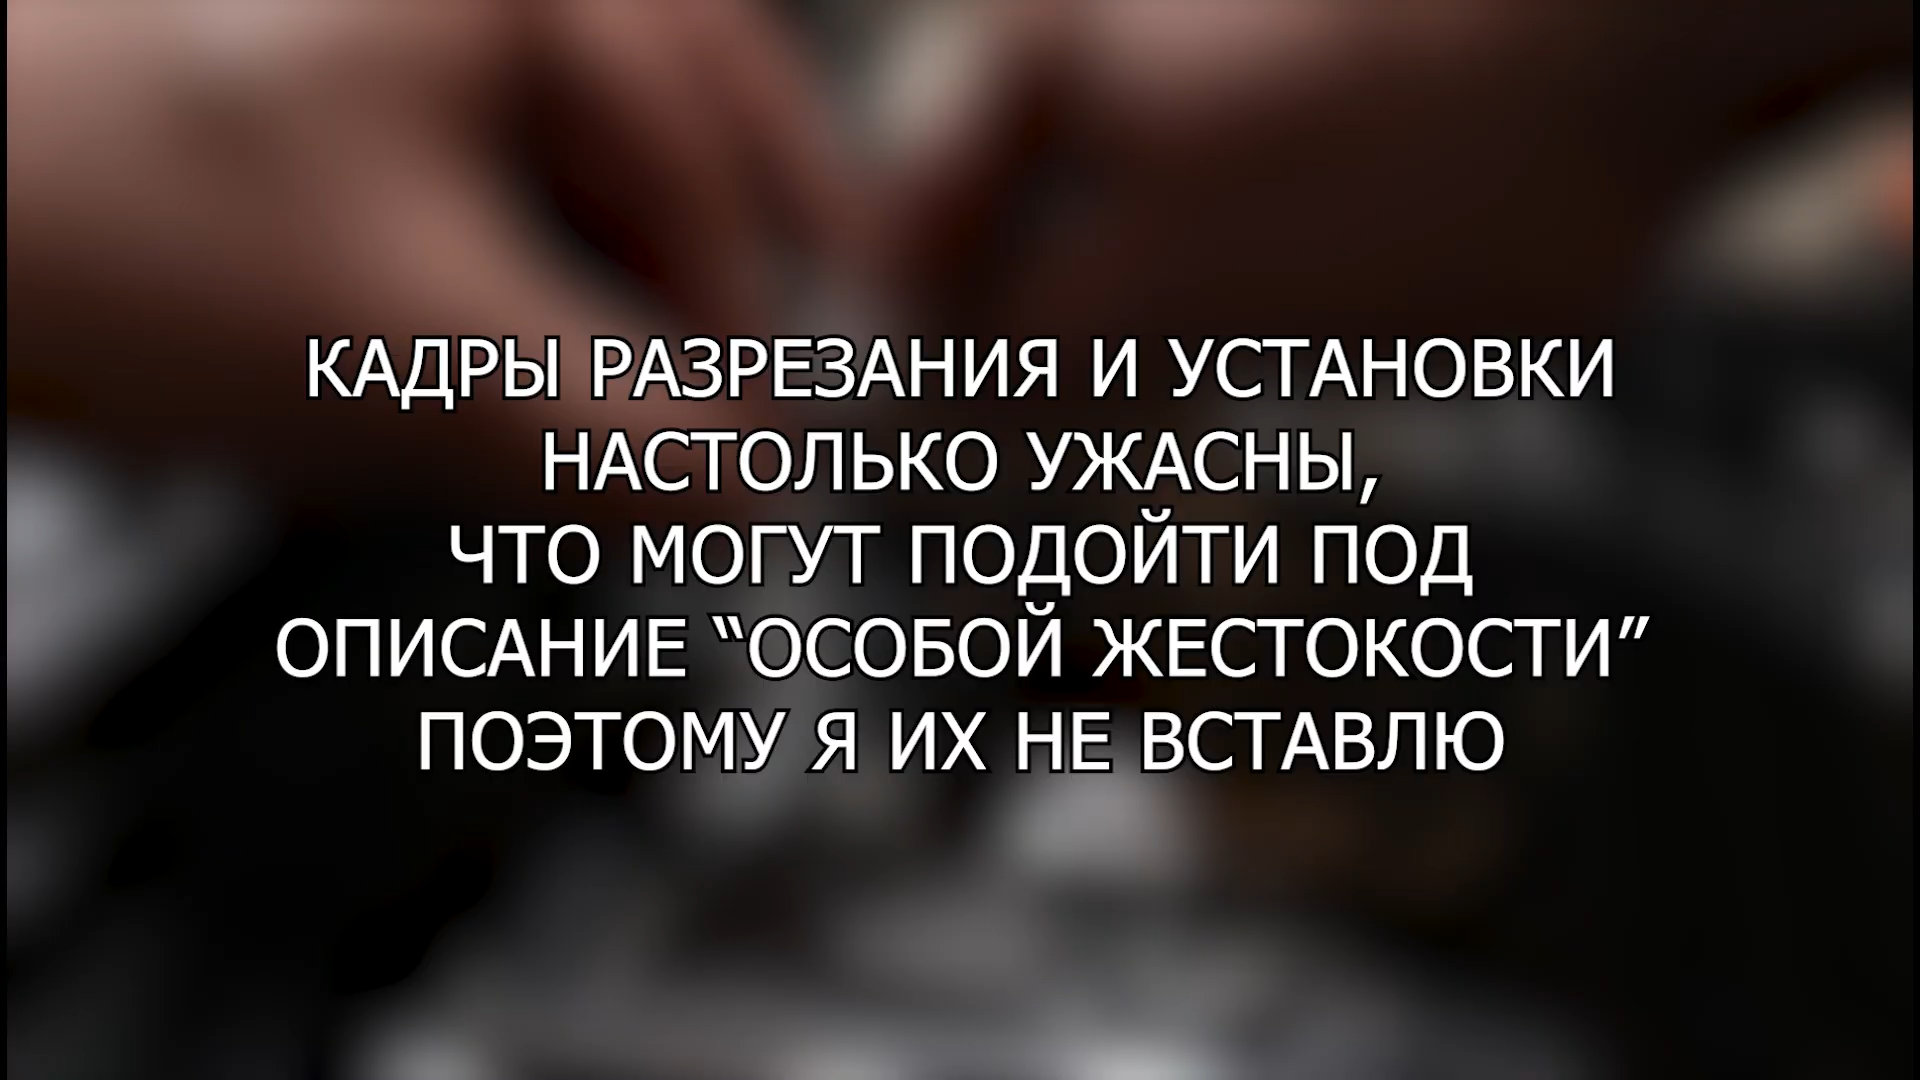 КАДРЫ РАЗРЕЗАНИЯ И УСТАНОВКИ
НАСТОЛЬКО УЖАСНЫ,
ЧТО МОГУТ ПОДОЙТИ ПОД
ОПИСАНИЕ “ОСОБОЙ ЖЕСТОКОСТИ”
ПОЭТОМУ Я ИХ НЕ ВСТАВЛЮ